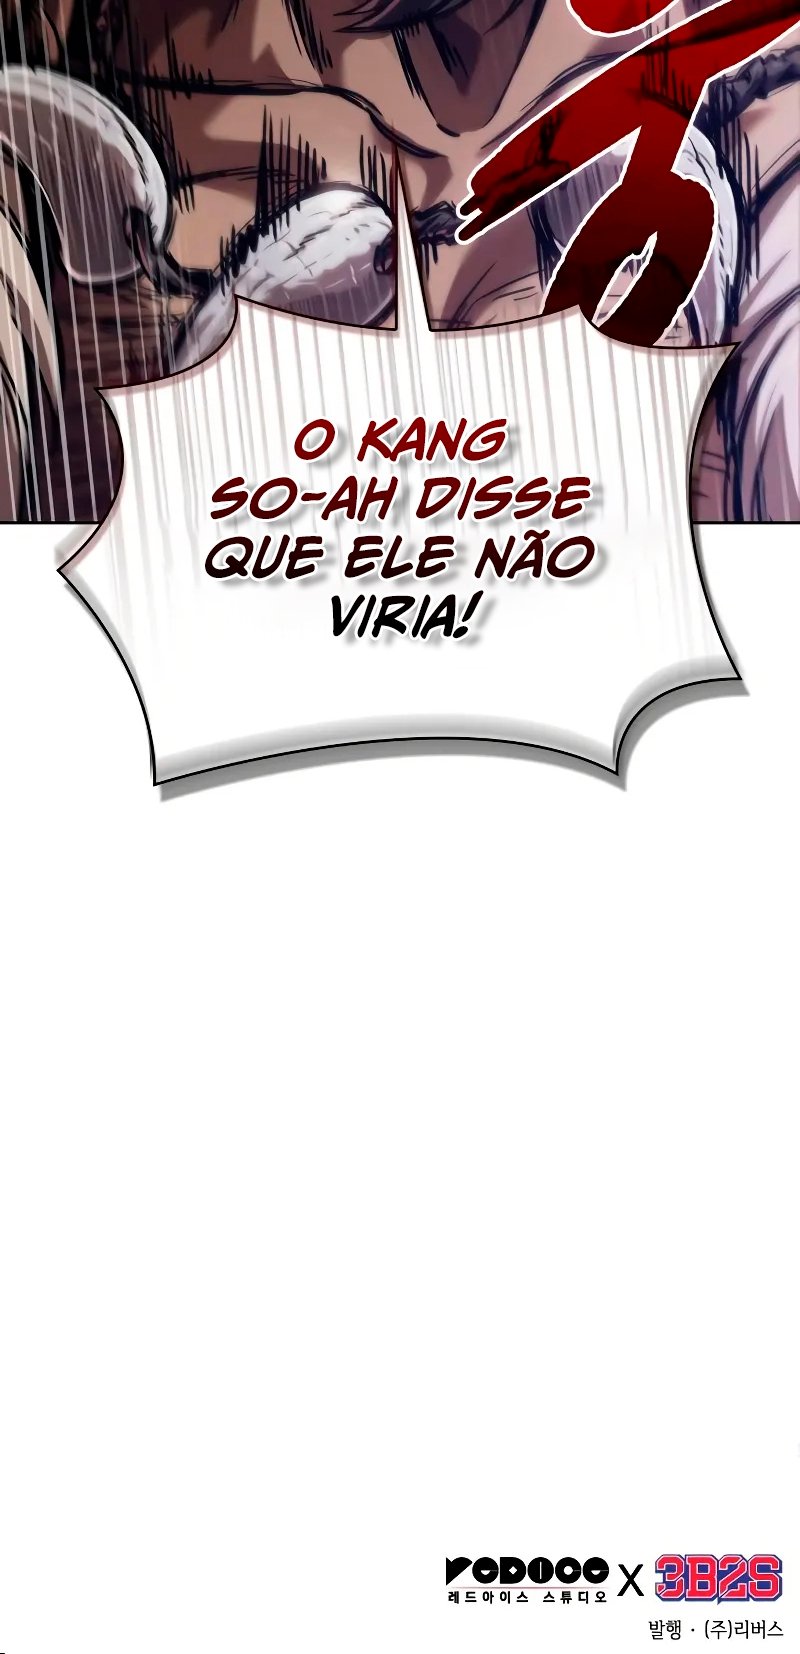 O KANG
SO-AH DISSE
QUE ELE NÃO
VIRIA!
REDICE X 3B2S
레드아이스 스튜디오
발행 · (주)리버스